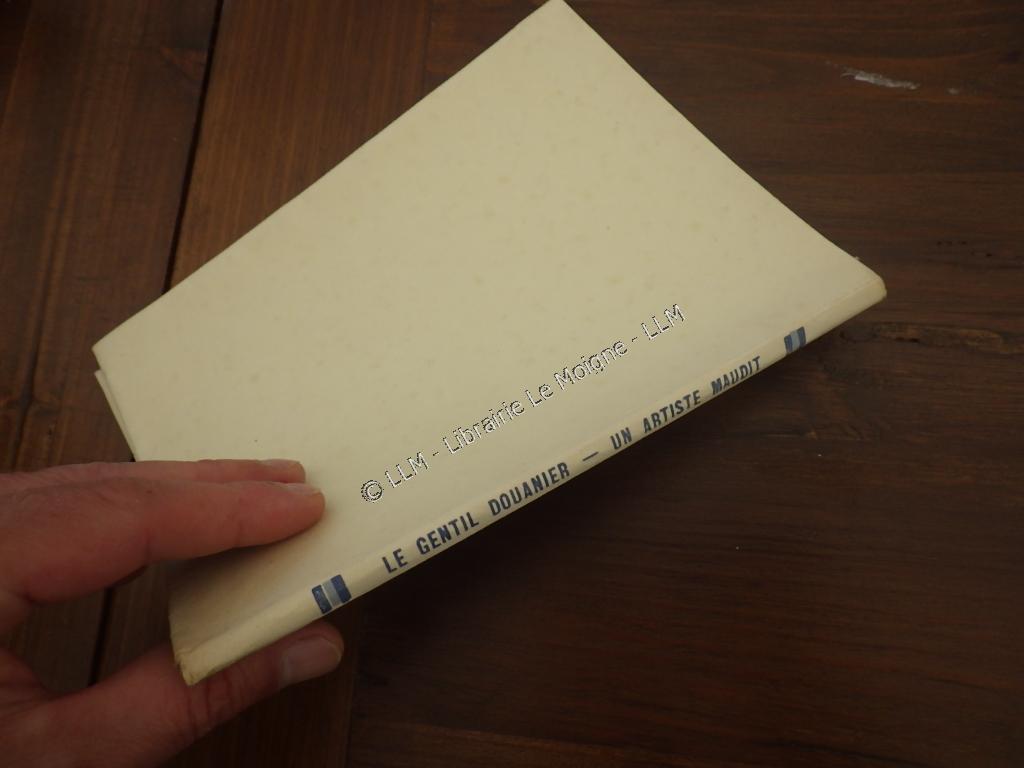 © LLM - Librairie Le Moigne - LLM
LE GENTIL DOUANIER — UN ARTISTE MAUDIT